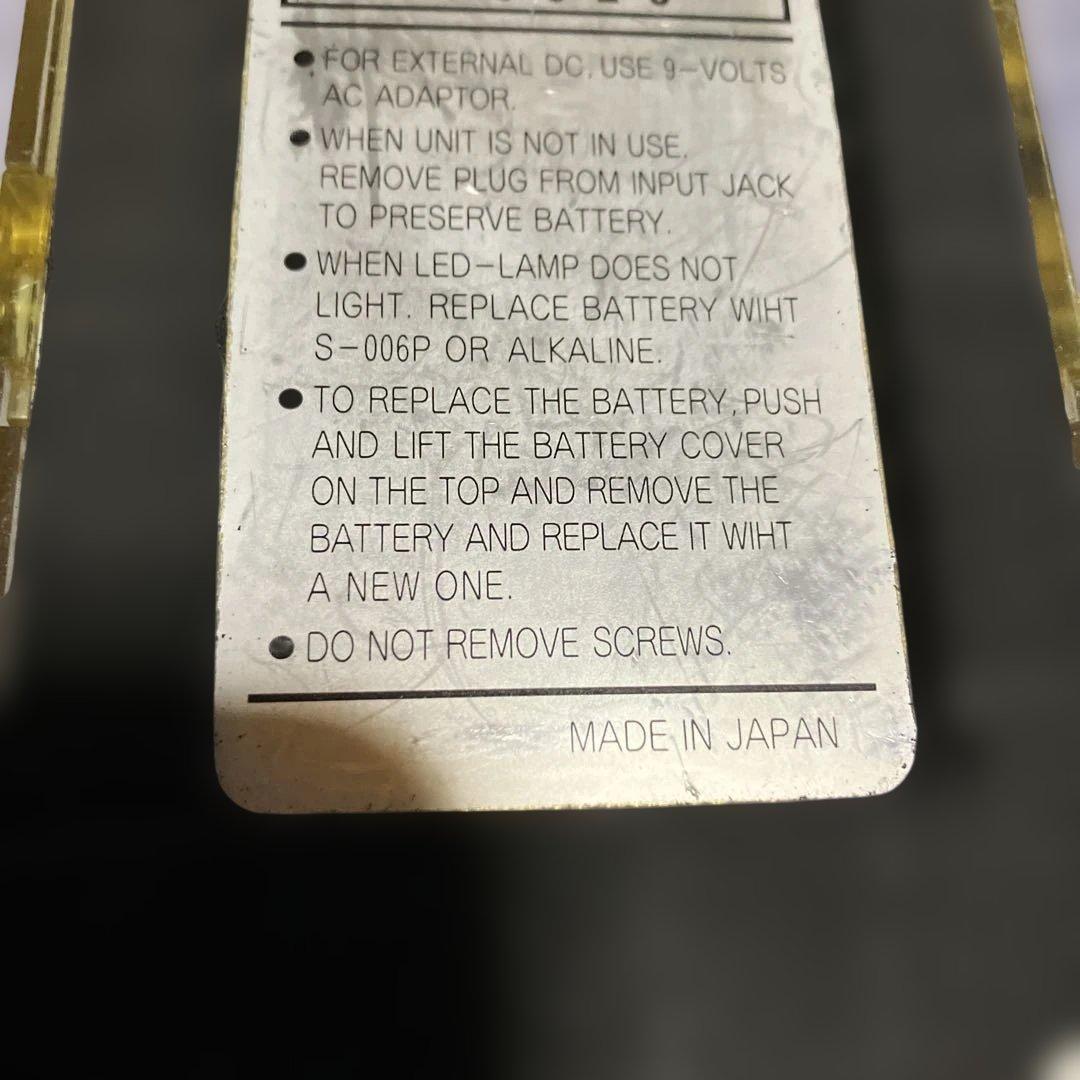 ● FOR EXTERNAL DC, USE 9-VOLTS
AC ADAPTOR.
● WHEN UNIT IS NOT IN USE,
REMOVE PLUG FROM INPUT JACK
TO PRESERVE BATTERY.
● WHEN LED-LAMP DOES NOT
LIGHT. REPLACE BATTERY WIHT
S-006P OR ALKALINE.
● TO REPLACE THE BATTERY, PUSH
AND LIFT THE BATTERY COVER
ON THE TOP AND REMOVE THE
BATTERY AND REPLACE IT WIHT
A NEW ONE.
● DO NOT REMOVE SCREWS.
MADE IN JAPAN